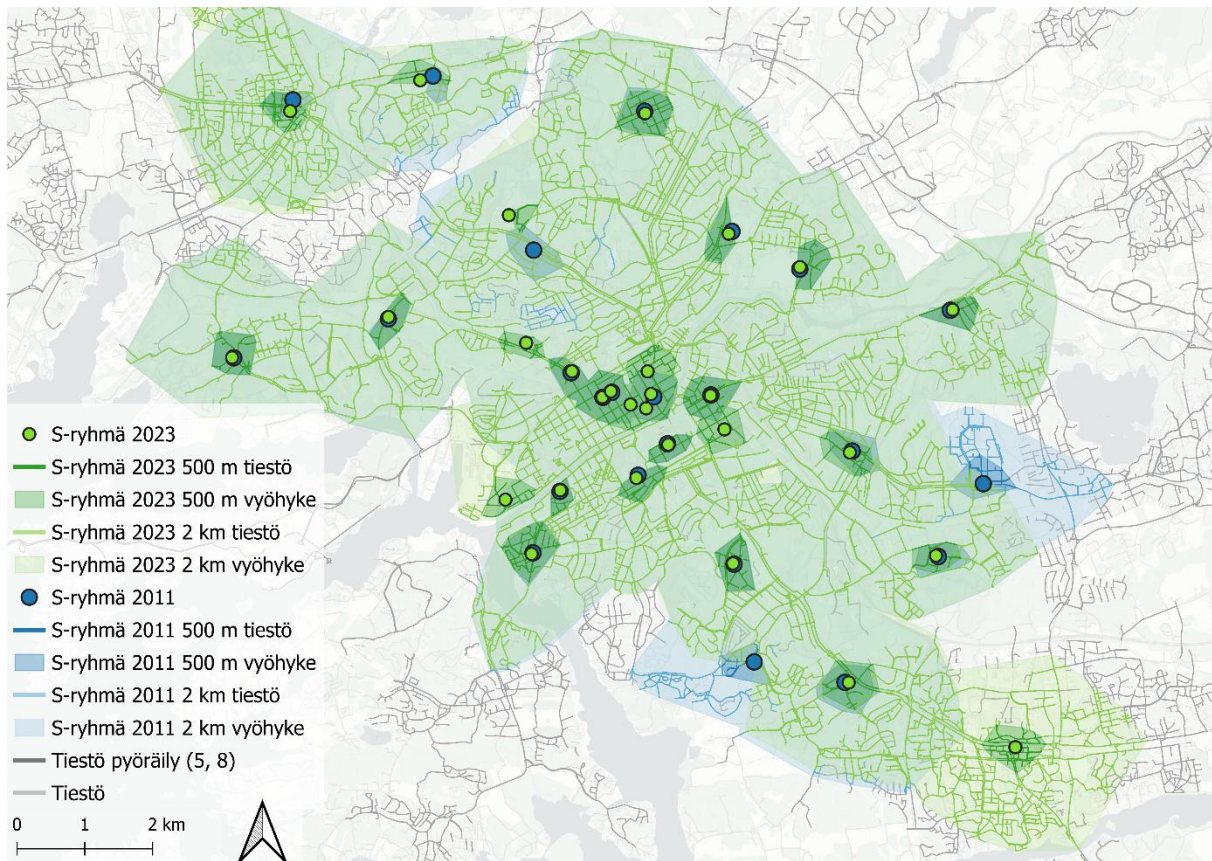 S-ryhmä 2023
S-ryhmä 2023 500 m tiestö
S-ryhmä 2023 500 m vyöhyke
S-ryhmä 2023 2 km tiestö
S-ryhmä 2023 2 km vyöhyke
S-ryhmä 2011
S-ryhmä 2011 500 m tiestö
S-ryhmä 2011 500 m vyöhyke
S-ryhmä 2011 2 km tiestö
S-ryhmä 2011 2 km vyöhyke
Tiestö pyöräily (5, 8)
Tiestö
0 1 2 km